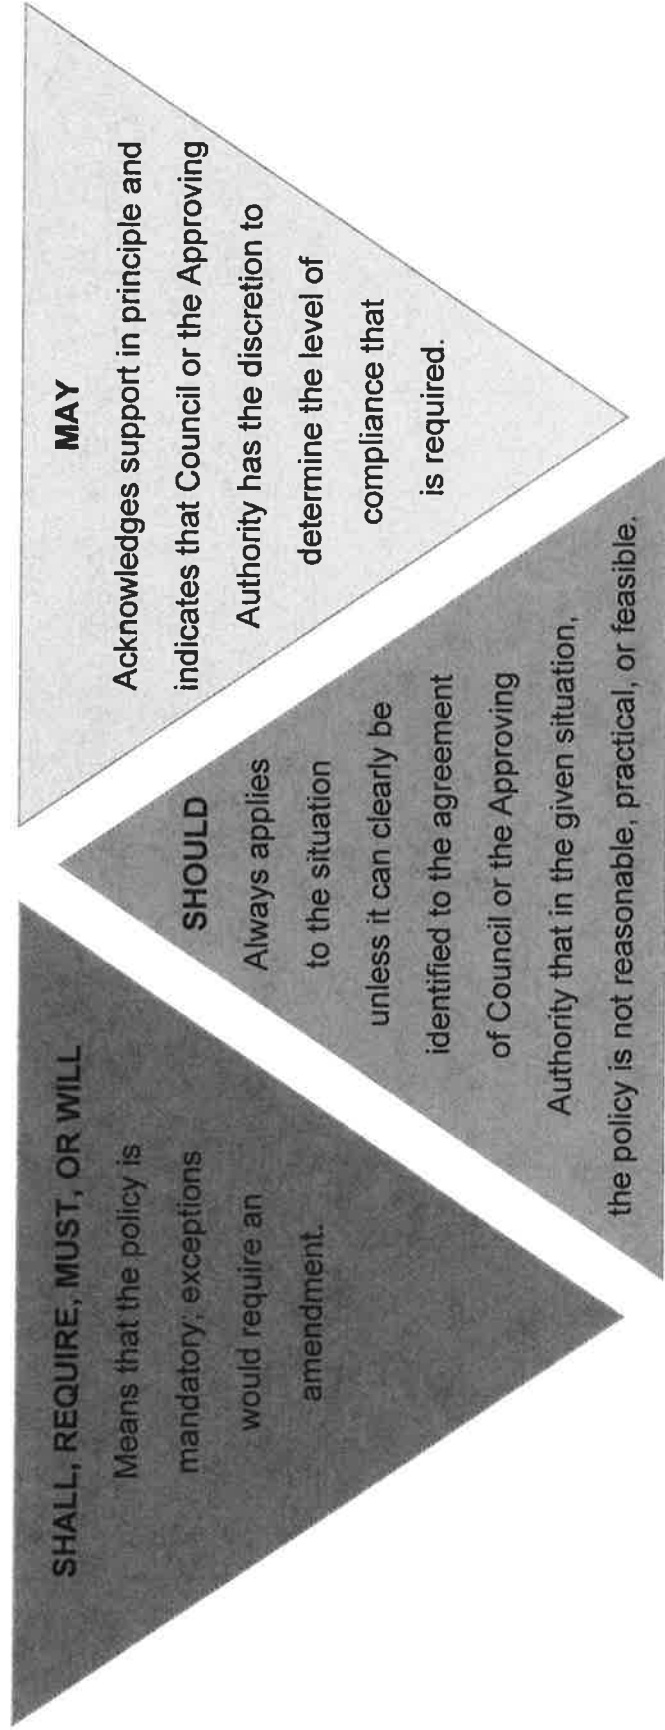 SHALL, REQUIRE, MUST, OR WILL
Means that the policy is
mandatory; exceptions
would require an
amendment.
SHOULD
Always applies
to the situation
unless it can clearly be
identified to the agreement
of Council or the Approving
Authority that in the given situation,
the policy is not reasonable, practical, or feasible.
MAY
Acknowledges support in principle and
indicates that Council or the Approving
Authority has the discretion to
determine the level of
compliance that
is required.